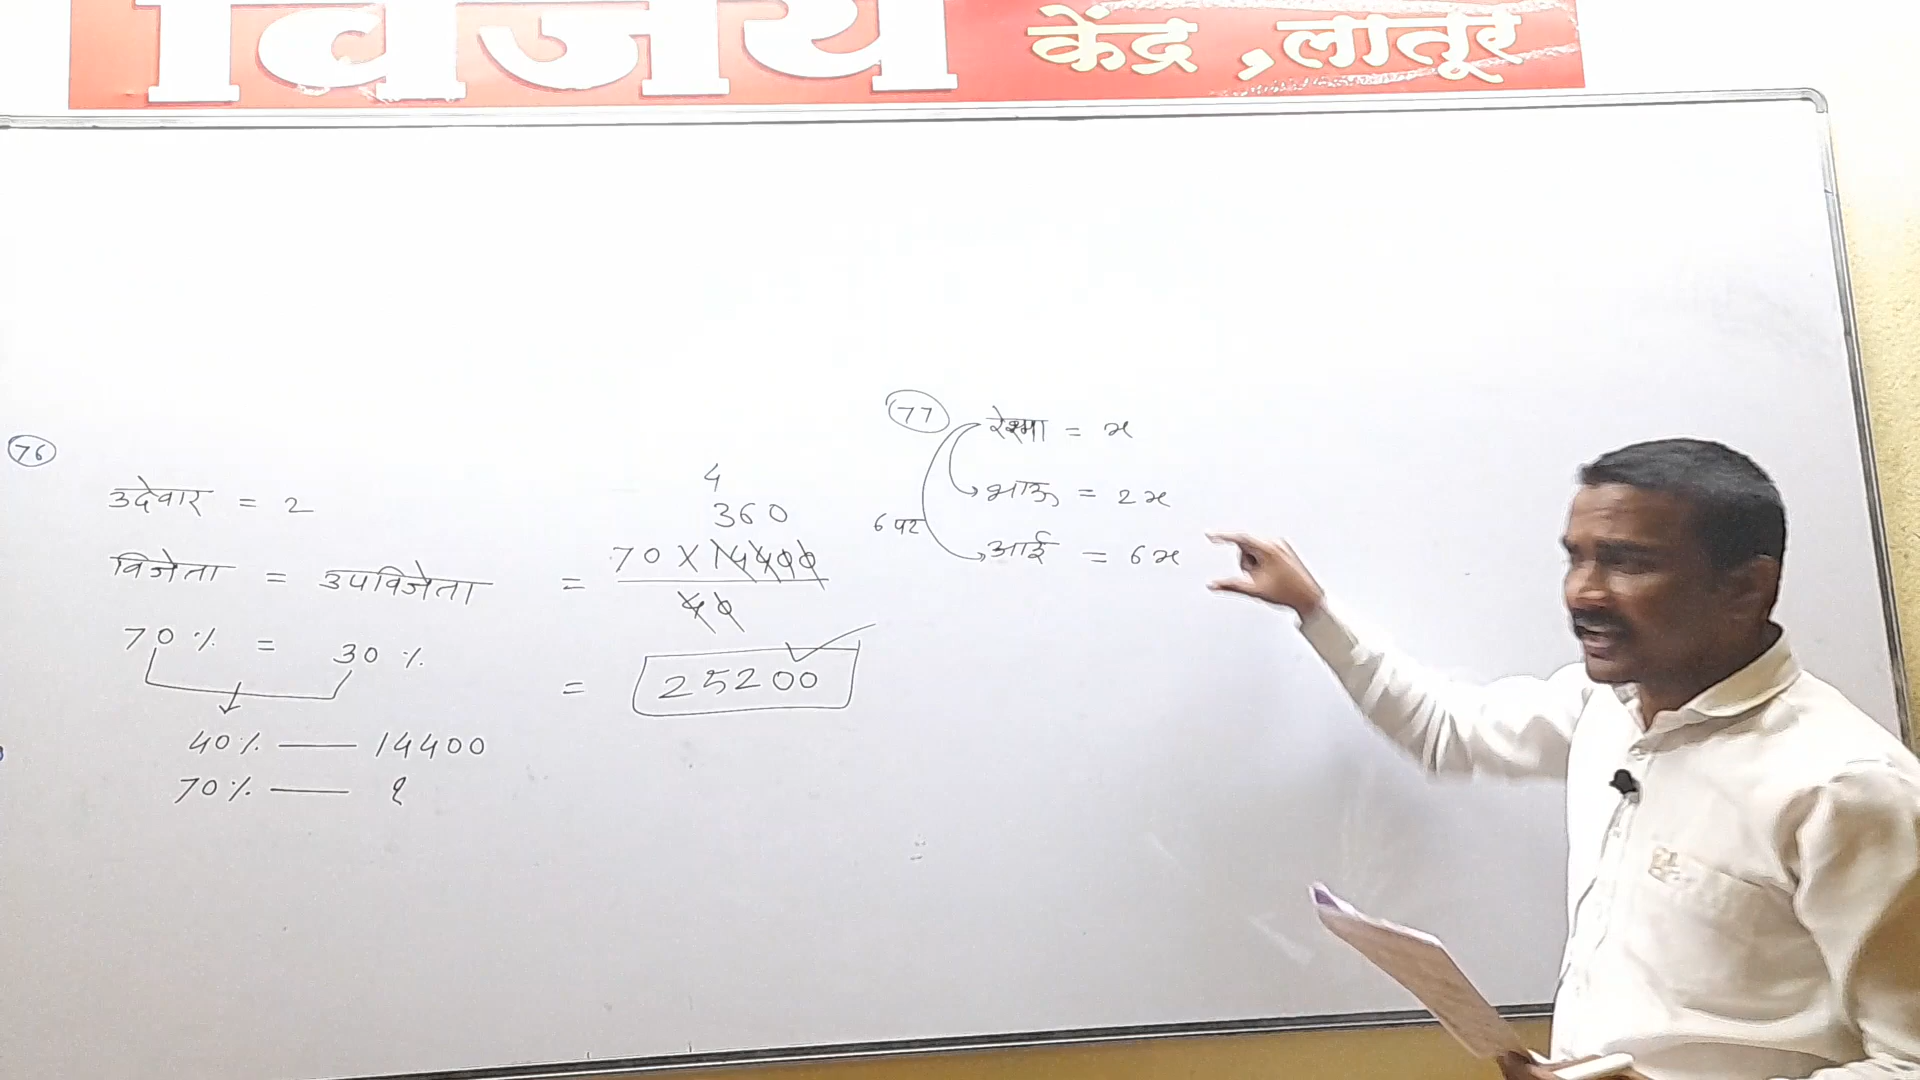 विजय केंद्र, लातूर
76
उदेवार = 2
विजेता = उपविजेता
70 % = 30 %
40% — 14400
70% — ?
4
360
= 70 X 14400
40
= 25200
77
रेश्मा = x
भाऊ = 2x
6 पट
आई = 6x